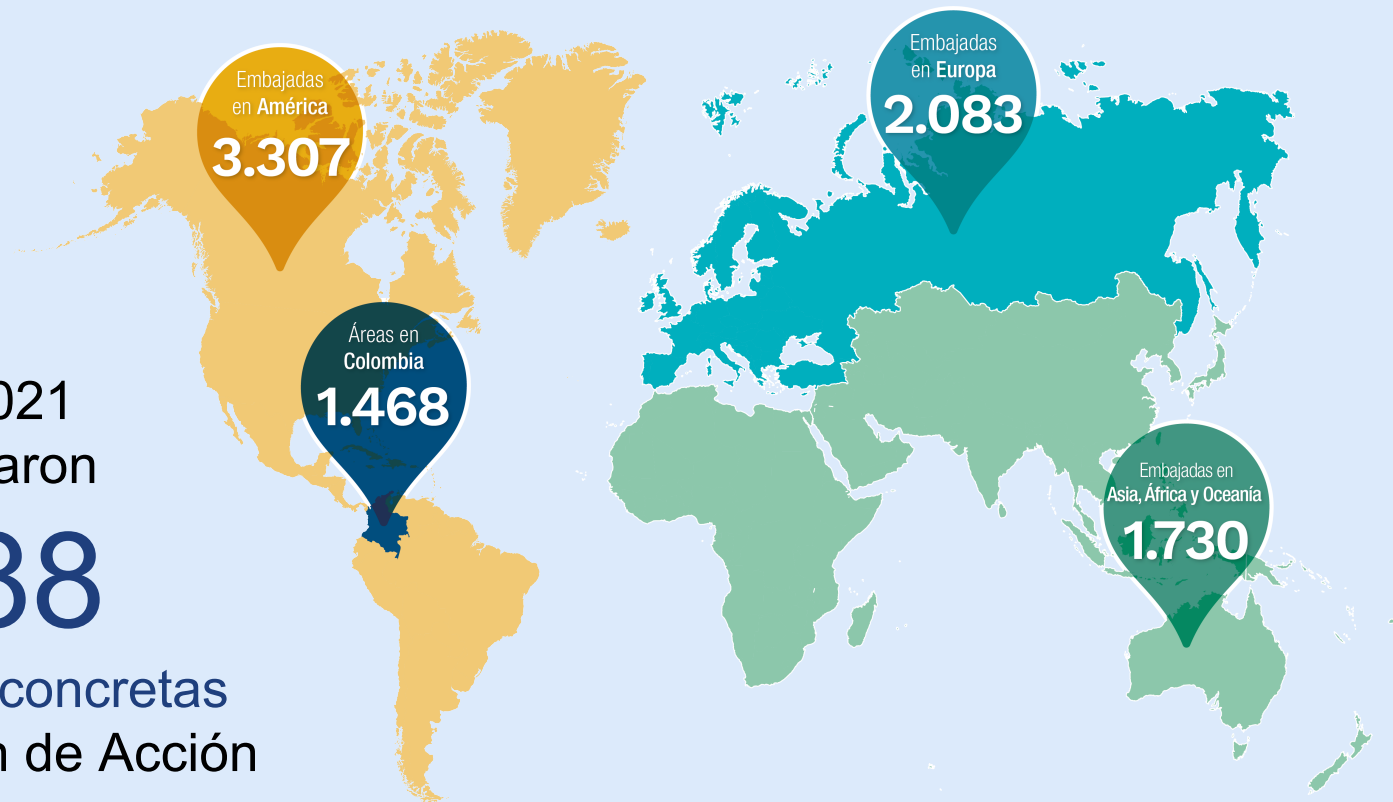 Embajadas
en América
3.307
Embajadas
en Europa
2.083
Áreas en
Colombia
1.468
Embajadas en
Asia, África y Oceanía
1.730
021
aron
88
concretas
n de Acción